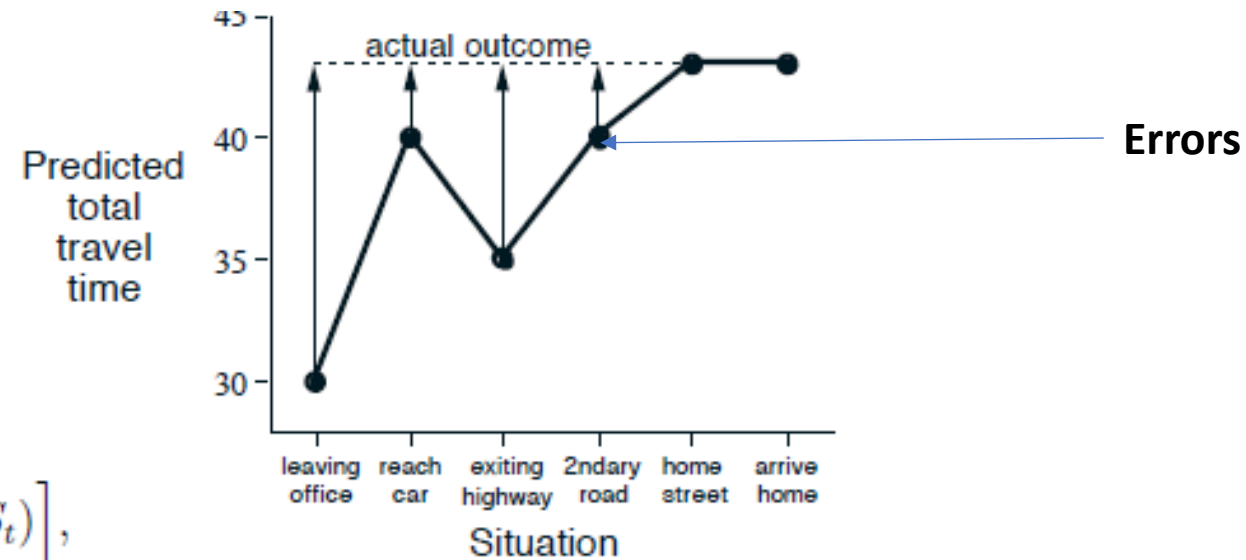 45
actual outcome
40
Errors
Predicted
total
travel
time
35
30
leaving reach exiting 2ndary home arrive
office car highway road street home
Situation